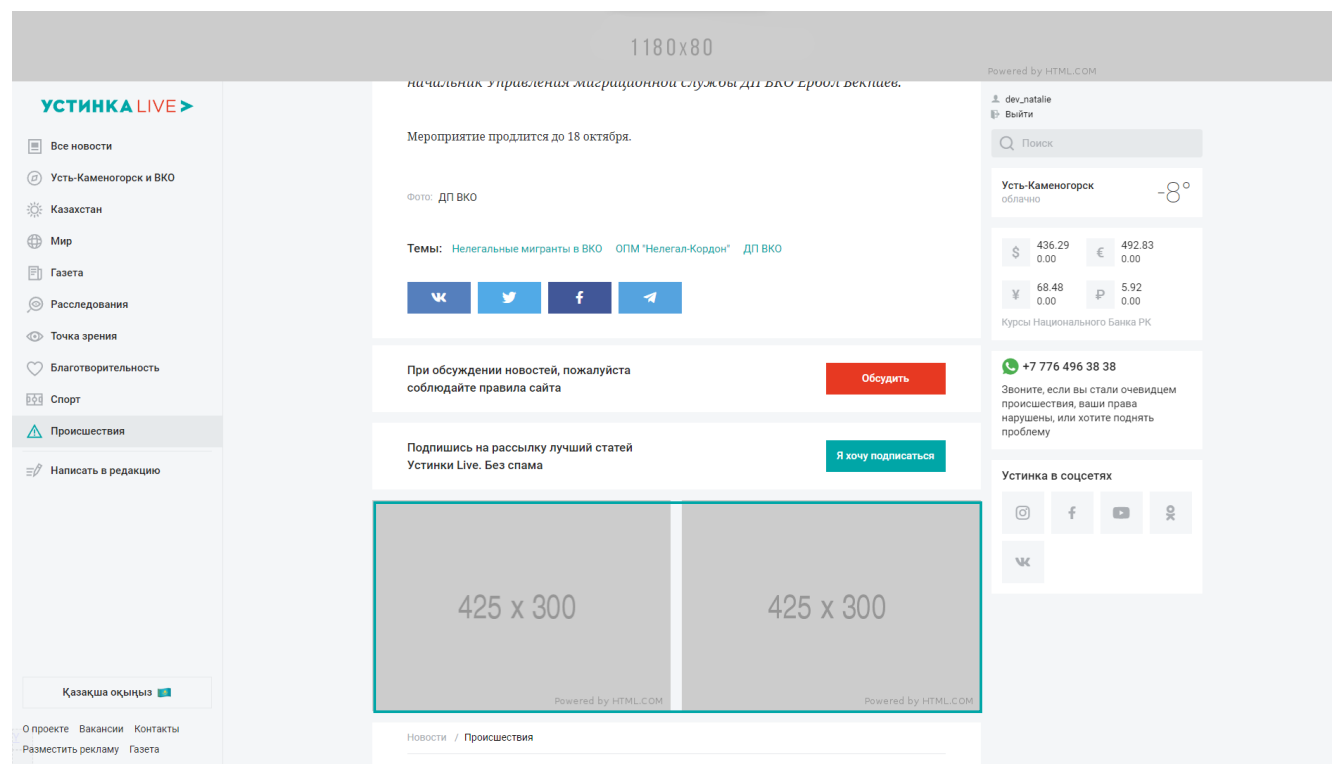 1180x80
Powered by HTML.COM
УСТИНКА LIVE >
Все новости
Усть-Каменогорск и ВКО
Казахстан
Мир
Газета
Расследования
Точка зрения
Благотворительность
Спорт
Происшествия
Написать в редакцию
Қазақша оқыңыз
О проекте Вакансии Контакты
Разместить рекламу Газета
начальник Управления миграционной службы ДП ВКО Ербол Бектаев.
Мероприятие продлится до 18 октября.
Фото: ДП ВКО
Темы: Нелегальные мигранты в ВКО ОПМ "Нелегал-Кордон" ДП ВКО
При обсуждении новостей, пожалуйста
соблюдайте правила сайта
Обсудить
Подпишись на рассылку лучший статей
Устинки Live. Без спама
Я хочу подписаться
425 x 300
Powered by HTML.COM
425 x 300
Powered by HTML.COM
Новости / Происшествия
dev_natalie
Выйти
Поиск
Усть-Каменогорск
облачно
-8°
$ 436.29 € 492.83
0.00 0.00
¥ 68.48 ₽ 5.92
0.00 0.00
Курсы Национального Банка РК
+7 776 496 38 38
Звоните, если вы стали очевидцем
происшествия, ваши права
нарушены, или хотите поднять
проблему
Устинка в соцсетях